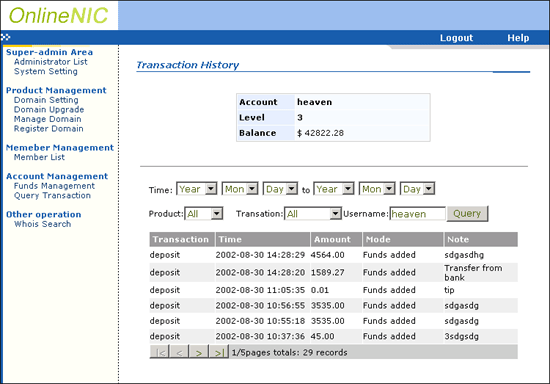 OnlineNIC
Logout Help
Super-admin Area
Administrator List
System Setting
Product Management
Domain Setting
Domain Upgrade
Manage Domain
Register Domain
Memeber Management
Member List
Account Management
Funds Management
Query Transaction
Other operation
Whois Search
Transaction History
Account heaven
Level 3
Balance $ 42822.28
Time: Year Mon Day to Year Mon Day
Product: All Transation: All Username: heaven Query
Transaction Time Amount Mode Note
deposit 2002-08-30 14:28:29 4564.00 Funds added sdgasdhg
deposit 2002-08-30 14:28:20 1589.27 Funds added Transfer from
bank
deposit 2002-08-30 11:05:35 0.01 Funds added tip
deposit 2002-08-30 10:56:55 3535.00 Funds added sdgasdg
deposit 2002-08-30 10:55:18 3535.00 Funds added sdgasdg
deposit 2002-08-30 10:37:36 45.00 Funds added 3sdgsdg
|< < > >| 1/5pages totals: 29 records